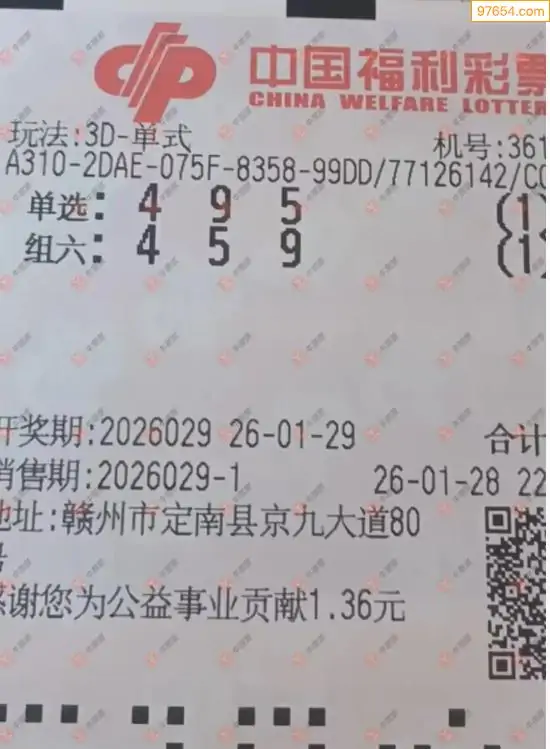 97654.com
中国福利彩票
CHINA WELFARE LOTTER
玩法:3D-单式 机号:361
A310-2DAE-075F-8358-99DD/77126142/C0
单选: 4 9 5 (1)
组六: 4 5 9 (1)
开奖期:2026029 26-01-29 合计
销售期:2026029-1 26-01-28 22
地址:赣州市定南县京九大道80
号
感谢您为公益事业贡献1.36元